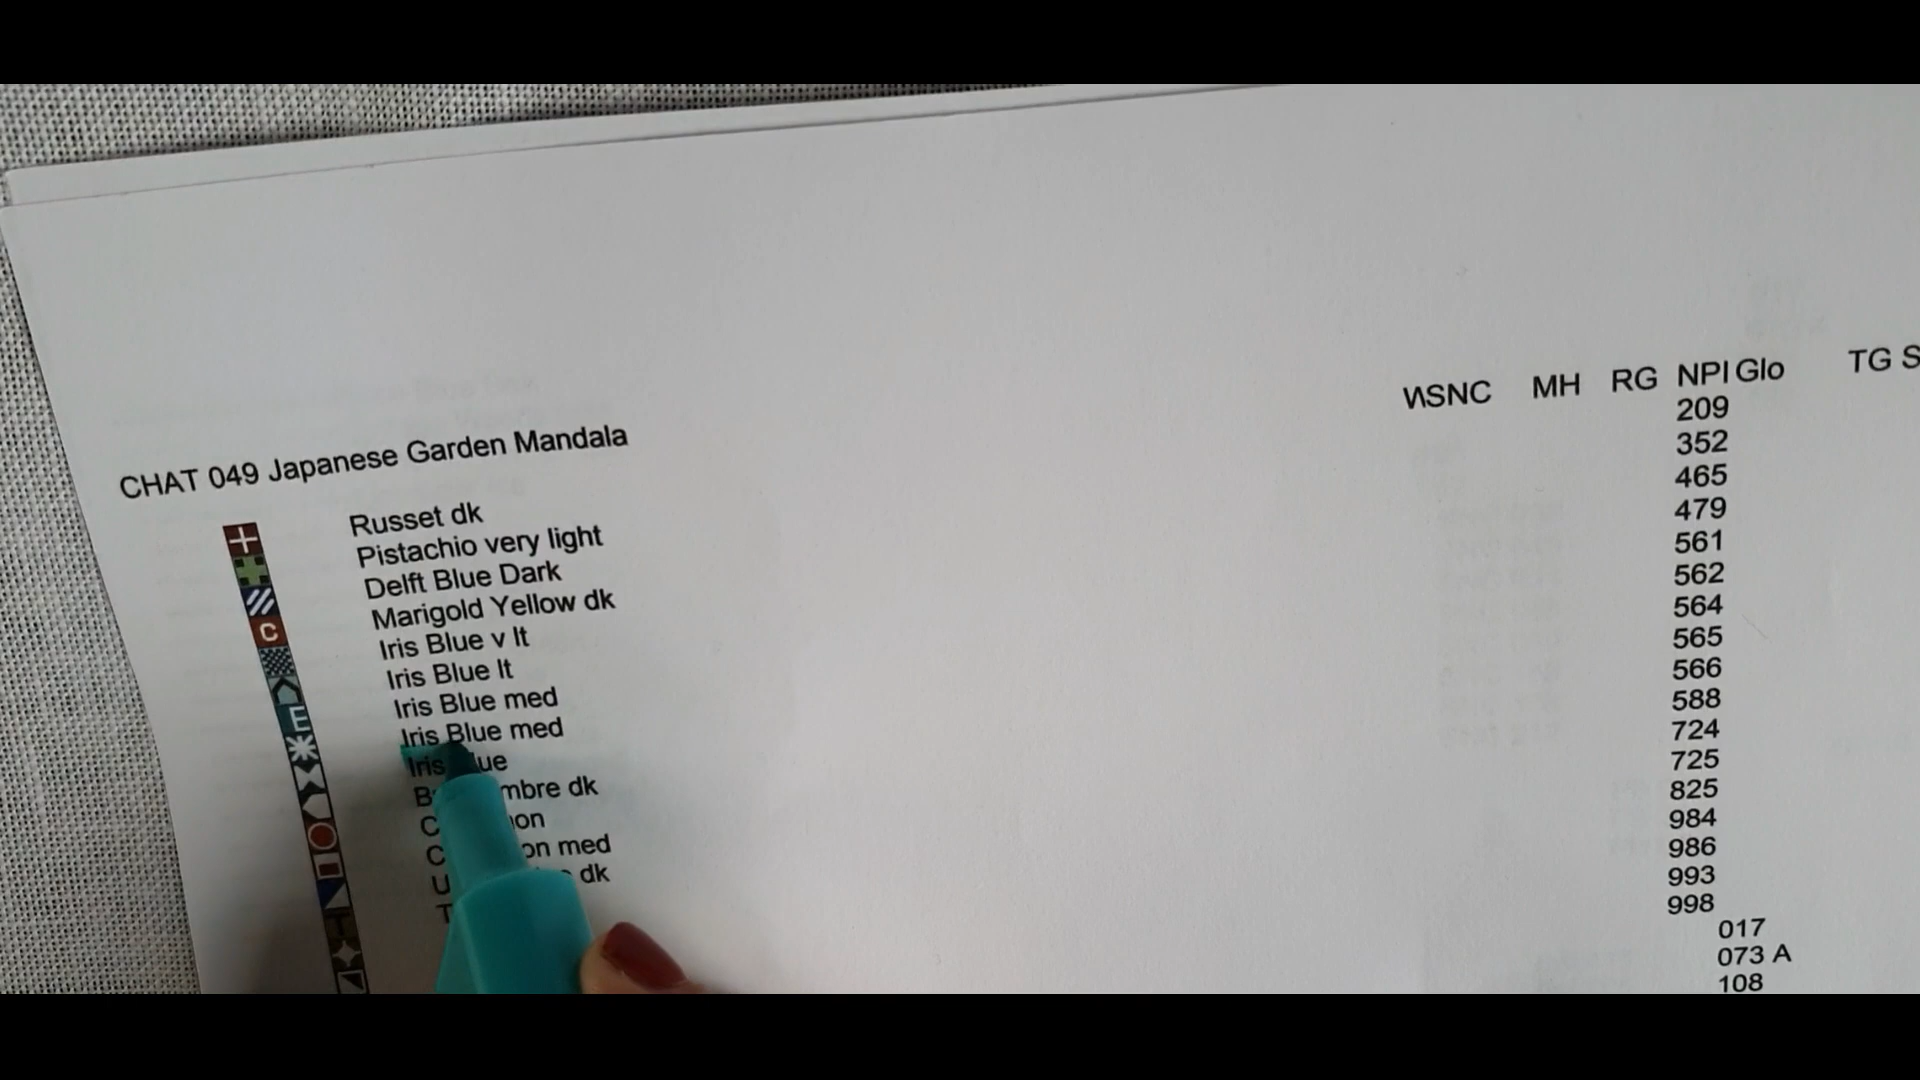 WSNC MH RG NPI Glo TG S
CHAT 049 Japanese Garden Mandala
Russet dk 209
Pistachio very light 352
Delft Blue Dark 465
Marigold Yellow dk 479
Iris Blue v lt 561
Iris Blue lt 562
Iris Blue med 564
Iris Blue med 565
Iris Blue 566
dk 588
724
med 725
dk 825
984
986
993
998
017
073 A
108
C
E
T